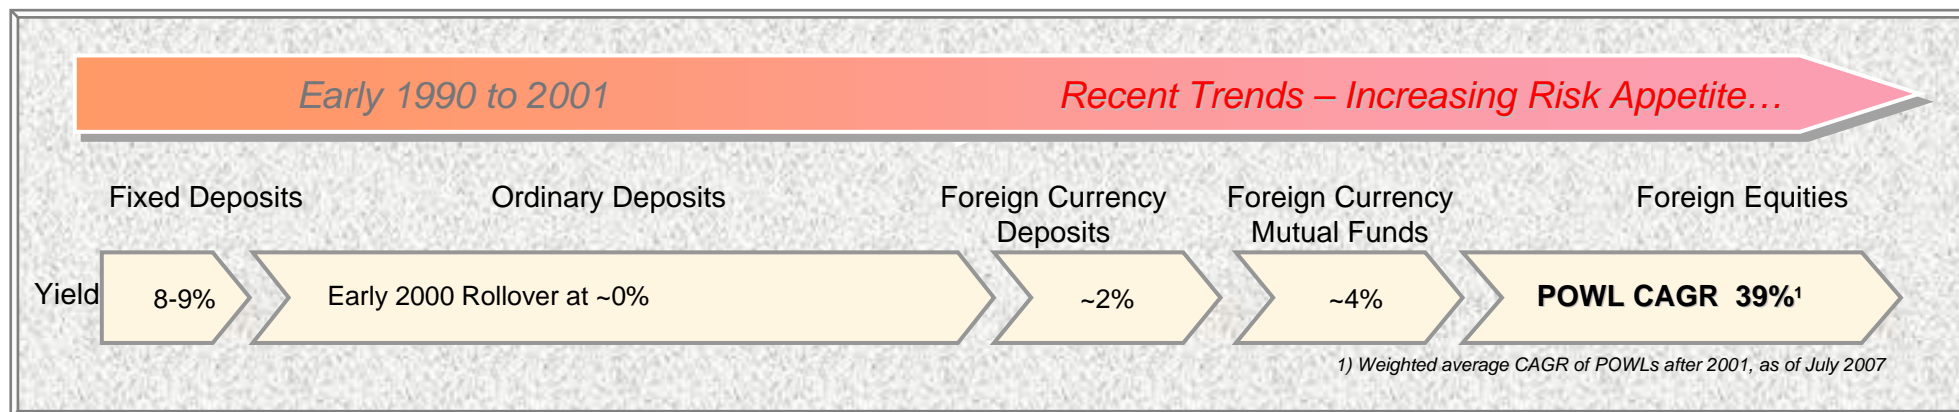 Early 1990 to 2001
Recent Trends – Increasing Risk Appetite…
Fixed Deposits
Ordinary Deposits
Foreign Currency
Deposits
Foreign Currency
Mutual Funds
Foreign Equities
Yield
8-9%
Early 2000 Rollover at ~0%
~2%
~4%
POWL CAGR 39%¹
1) Weighted average CAGR of POWLs after 2001, as of July 2007